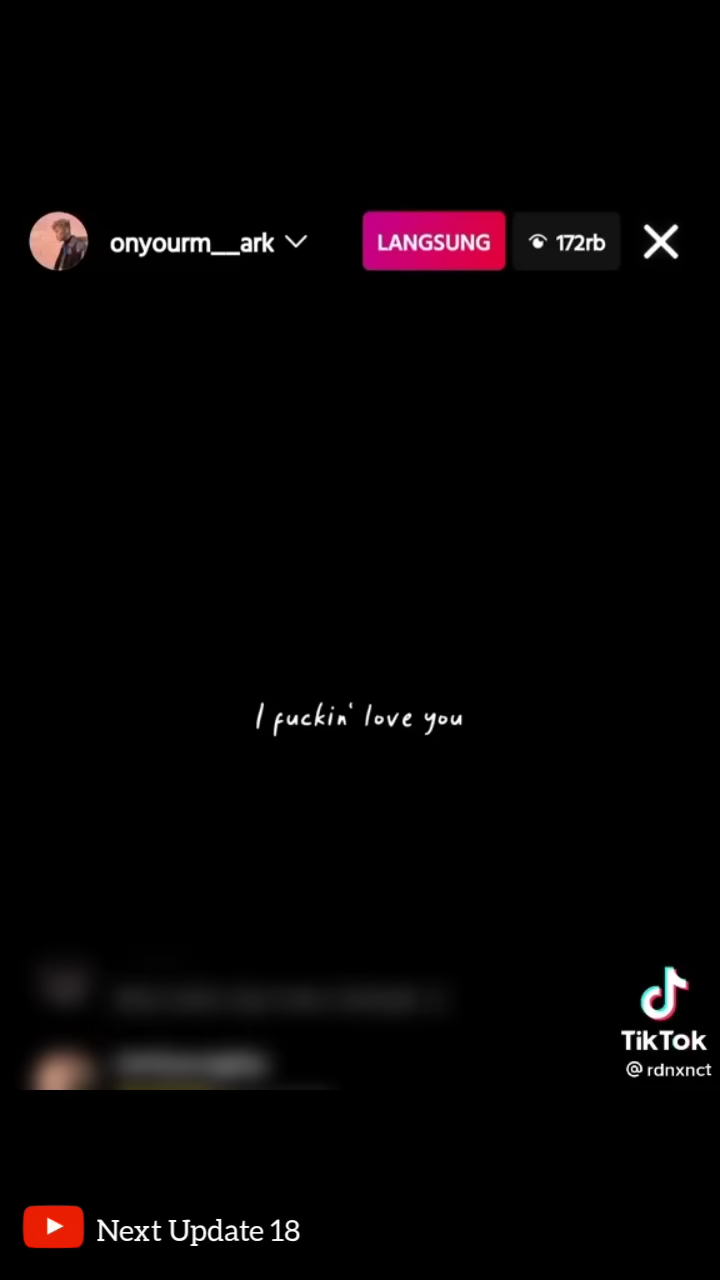 onyourm__ark
LANGSUNG
172rb
I fuckin' love you
TikTok
@rdnxnct
Next Update 18